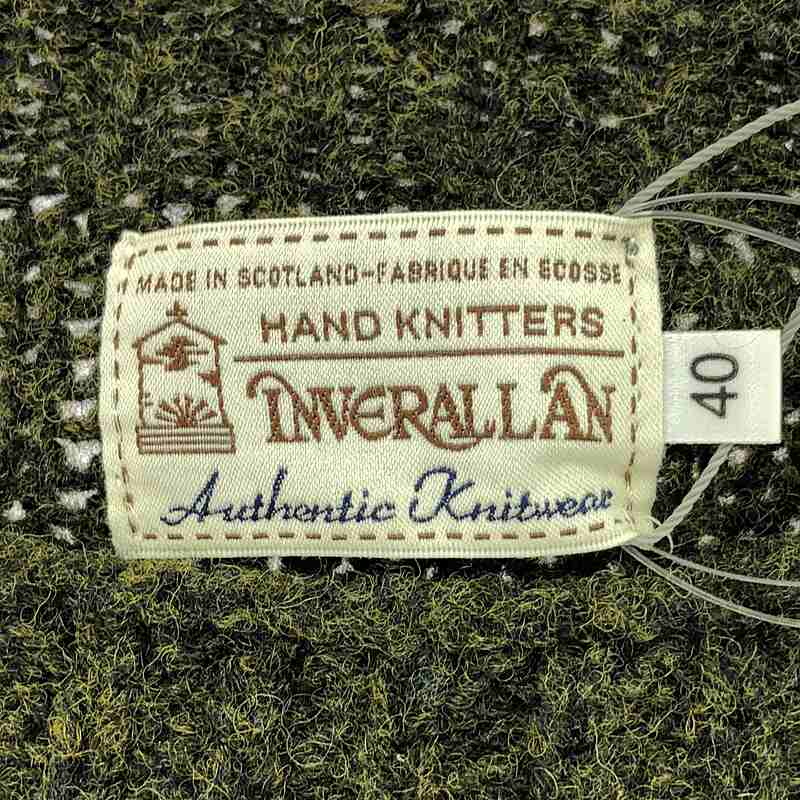 MADE IN SCOTLAND-FABRIQUE EN ECOSSE
HAND KNITTERS
INVERALLAN
Authentic Knitwear
40